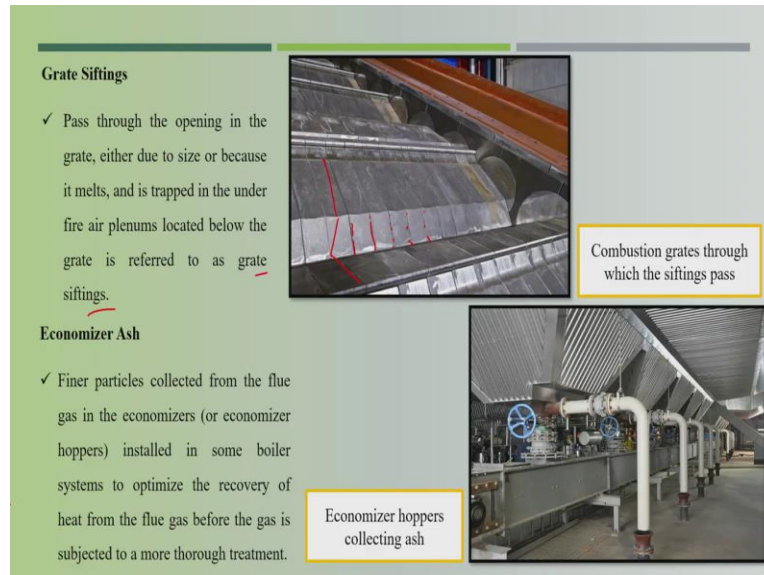 Grate Siftings
✓ Pass through the opening in the
grate, either due to size or because
it melts, and is trapped in the under
fire air plenums located below the
grate is referred to as grate
siftings.
Combustion grates through
which the siftings pass
Economizer Ash
✓ Finer particles collected from the flue
gas in the economizers (or economizer
hoppers) installed in some boiler
systems to optimize the recovery of
heat from the flue gas before the gas is
subjected to a more thorough treatment.
Economizer hoppers
collecting ash